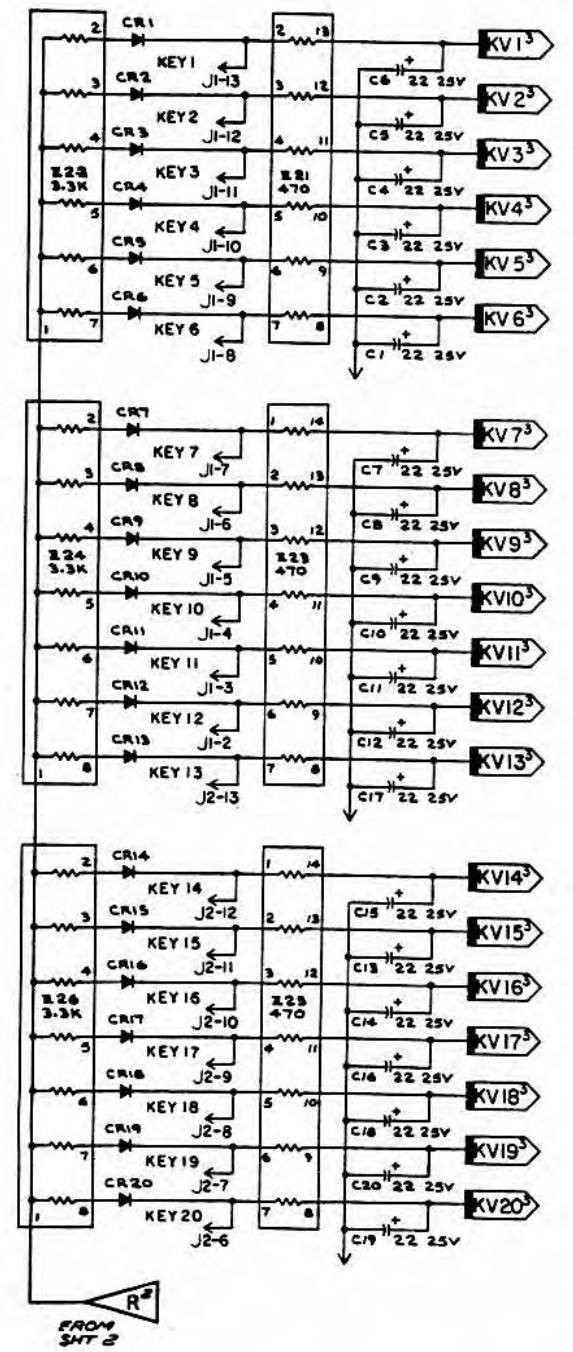 2 CR1 2 13 KV1³
KEY 1 J1-13 C6 + 22 25V
3 CR2 3 12 KV2³
KEY 2 J1-12 C5 + 22 25V
4 CR3 4 11 KV3³
Z22 3.3K KEY 3 J1-11 Z21 470 C4 + 22 25V
5 CR4 5 10 KV4³
KEY 4 J1-10 C3 + 22 25V
6 CR5 6 9 KV5³
KEY 5 J1-9 C2 + 22 25V
1 7 CR6 7 8 KV6³
KEY 6 J1-8 C1 + 22 25V
2 CR7 1 14 KV7³
KEY 7 J1-7 C7 + 22 25V
3 CR8 2 13 KV8³
KEY 8 J1-6 C8 + 22 25V
4 CR9 3 12 KV9³
Z24 3.3K KEY 9 J1-5 Z23 470 C9 + 22 25V
5 CR10 4 11 KV10³
KEY 10 J1-4 C10 + 22 25V
6 CR11 5 10 KV11³
KEY 11 J1-3 C11 + 22 25V
7 CR12 6 9 KV12³
KEY 12 J1-2 C12 + 22 25V
1 8 CR13 7 8 KV13³
KEY 13 J2-13 C17 + 22 25V
2 CR14 1 14 KV14³
KEY 14 J2-12 C15 + 22 25V
3 CR15 2 13 KV15³
KEY 15 J2-11 C13 + 22 25V
4 CR16 3 12 KV16³
Z26 3.3K KEY 16 J2-10 Z25 470 C14 + 22 25V
5 CR17 4 11 KV17³
KEY 17 J2-9 C16 + 22 25V
6 CR18 5 10 KV18³
KEY 18 J2-8 C18 + 22 25V
7 CR19 6 9 KV19³
KEY 19 J2-7 C20 + 22 25V
1 8 CR20 7 8 KV20³
KEY 20 J2-6 C19 + 22 25V
R²
FROM
SHT 2